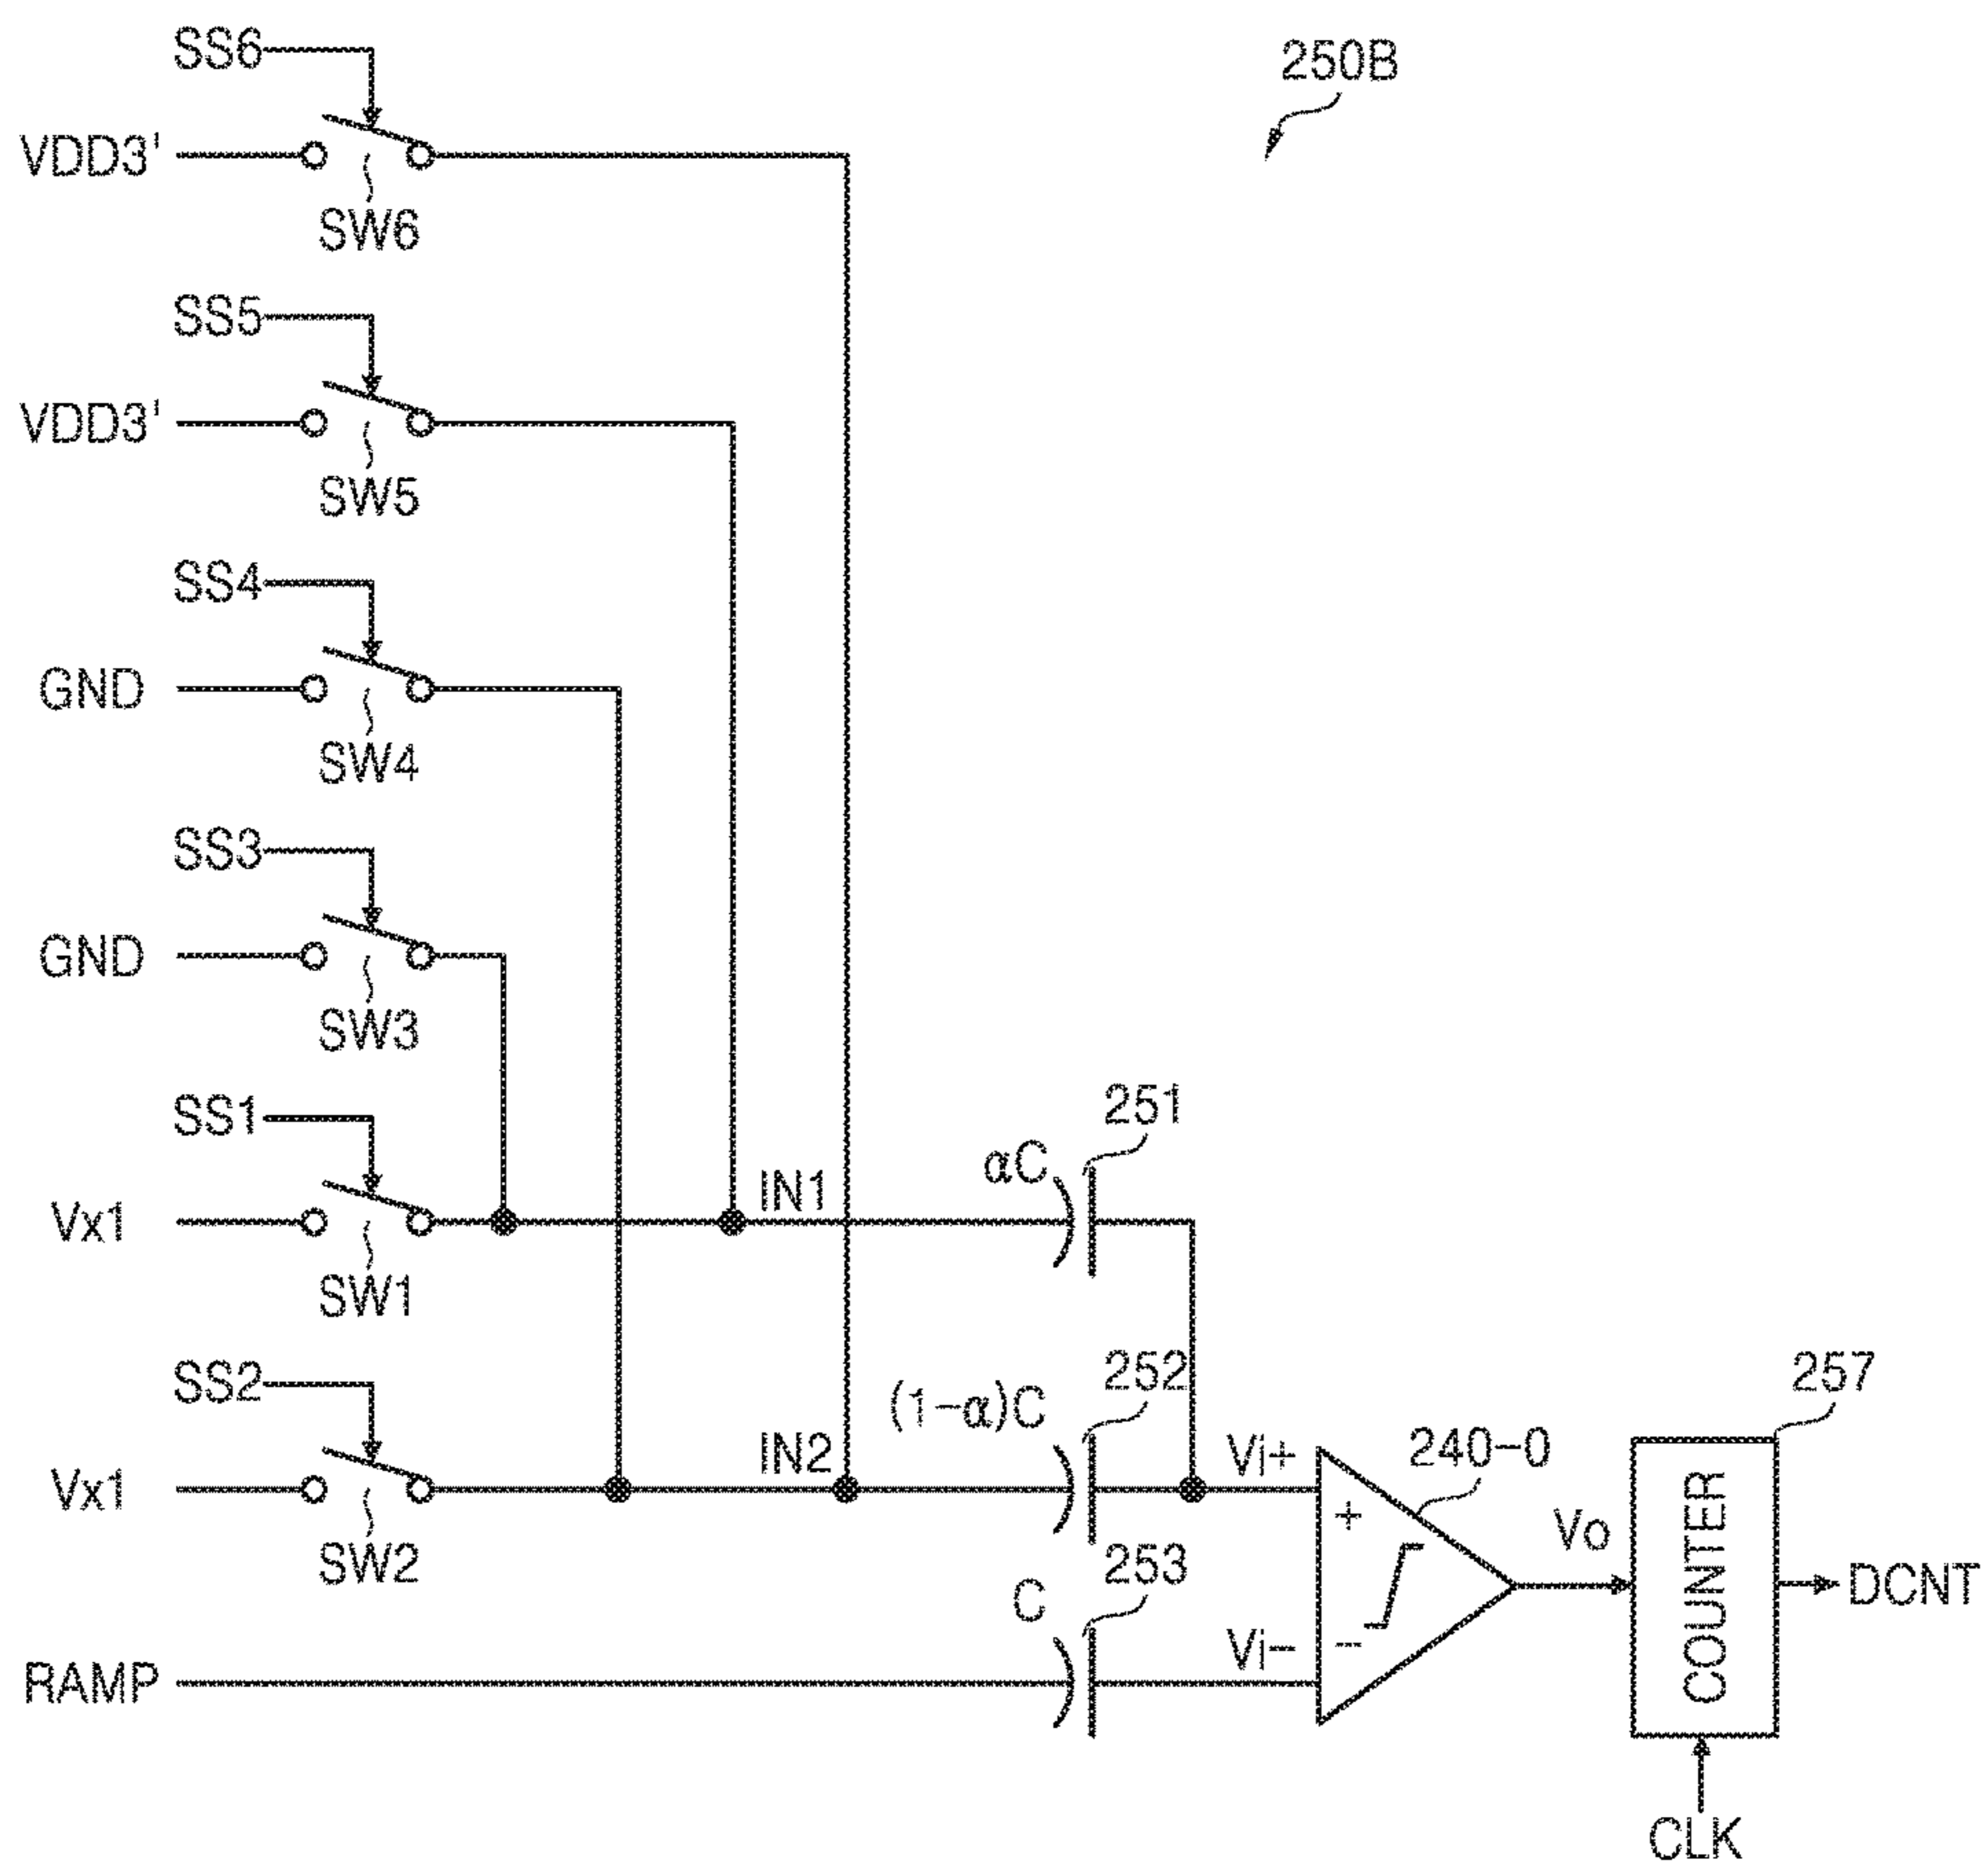 SS6
250B
VDD3'
SW6
SS5
VDD3'
SW5
SS4
GND
SW4
SS3
GND
SW3
SS1
251
αC
IN1
Vx1
SW1
SS2
252
257
(1-α)C
Vi+
240-0
IN2
Vx1
+
Vo
SW2
253
COUNTER
DCNT
C
Vi-
--
RAMP
CLK